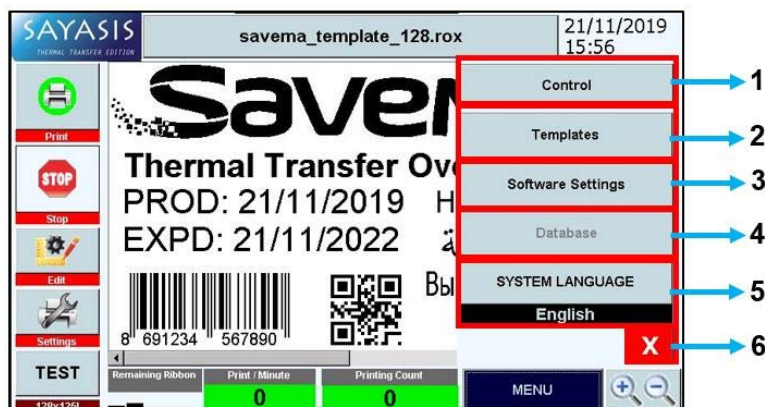 SAYASIS
THERMAL TRANSFER EDITION
savema_template_128.rox
21/11/2019
15:56
Print
Stop
STOP
Edit
Settings
TEST
Thermal Transfer
PROD: 21/11/2019 H
EXPD: 21/11/2022
8 691234 567890
Control
Templates
Software Settings
Database
SYSTEM LANGUAGE
English
X
1
2
3
4
5
6
Remaining Ribbon
Print / Minute
0
Printing Count
0
MENU